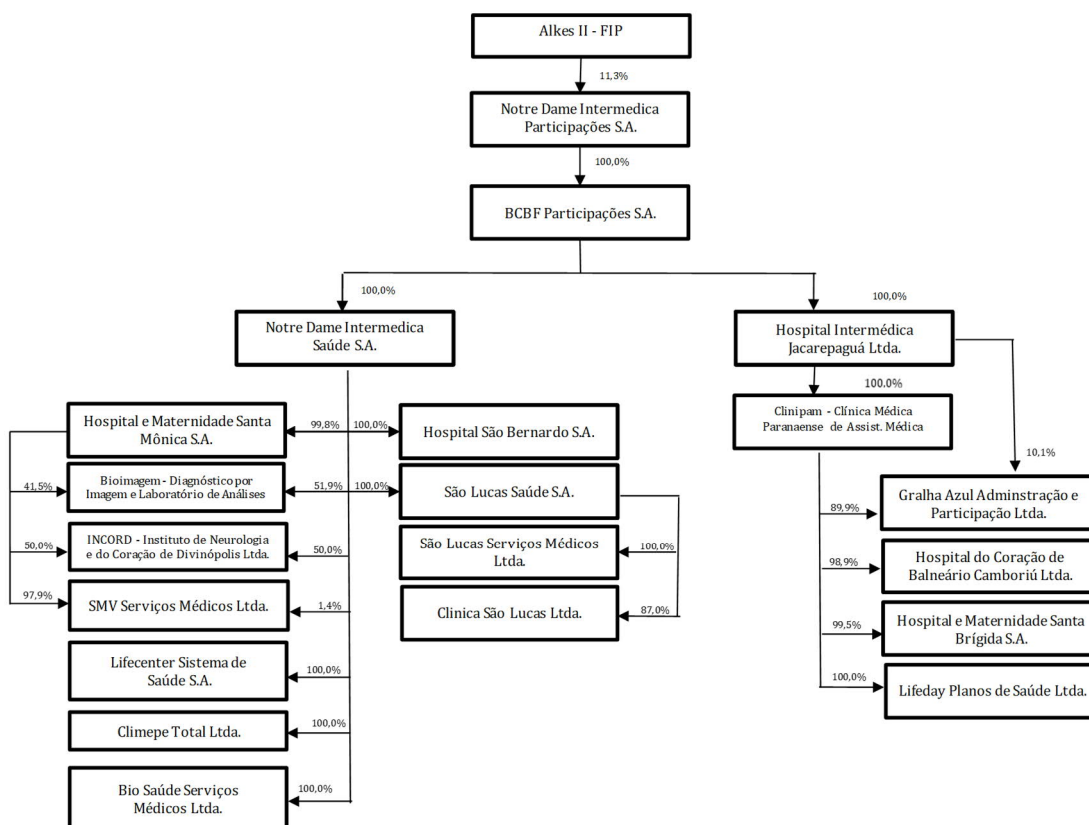 Alkes II - FIP
11,3%
Notre Dame Intermedica
Participações S.A.
100,0%
BCBF Participações S.A.
100,0%
100,0%
Notre Dame Intermedica
Saúde S.A.
Hospital Intermédica
Jacarepaguá Ltda.
100.0%
Clinipam - Clínica Médica
Paranaense de Assist. Médica
10,1%
Hospital e Maternidade Santa
Mônica S.A.
99,8%
100,0%
Hospital São Bernardo S.A.
41,5%
Bioimagem - Diagnóstico por
Imagem e Laboratório de Análises
51,9%
100,0%
São Lucas Saúde S.A.
50,0%
INCORD - Instituto de Neurologia
e do Coração de Divinópolis Ltda.
50,0%
São Lucas Serviços Médicos
Ltda.
100,0%
97,9%
SMV Serviços Médicos Ltda.
1,4%
Clinica São Lucas Ltda.
87,0%
Lifecenter Sistema de
Saúde S.A.
100,0%
Climepe Total Ltda.
100,0%
Bio Saúde Serviços
Médicos Ltda.
100,0%
89,9%
Gralha Azul Adminstração e
Participação Ltda.
98,9%
Hospital do Coração de
Balneário Camboriú Ltda.
99,5%
Hospital e Maternidade Santa
Brígida S.A.
100,0%
Lifeday Planos de Saúde Ltda.